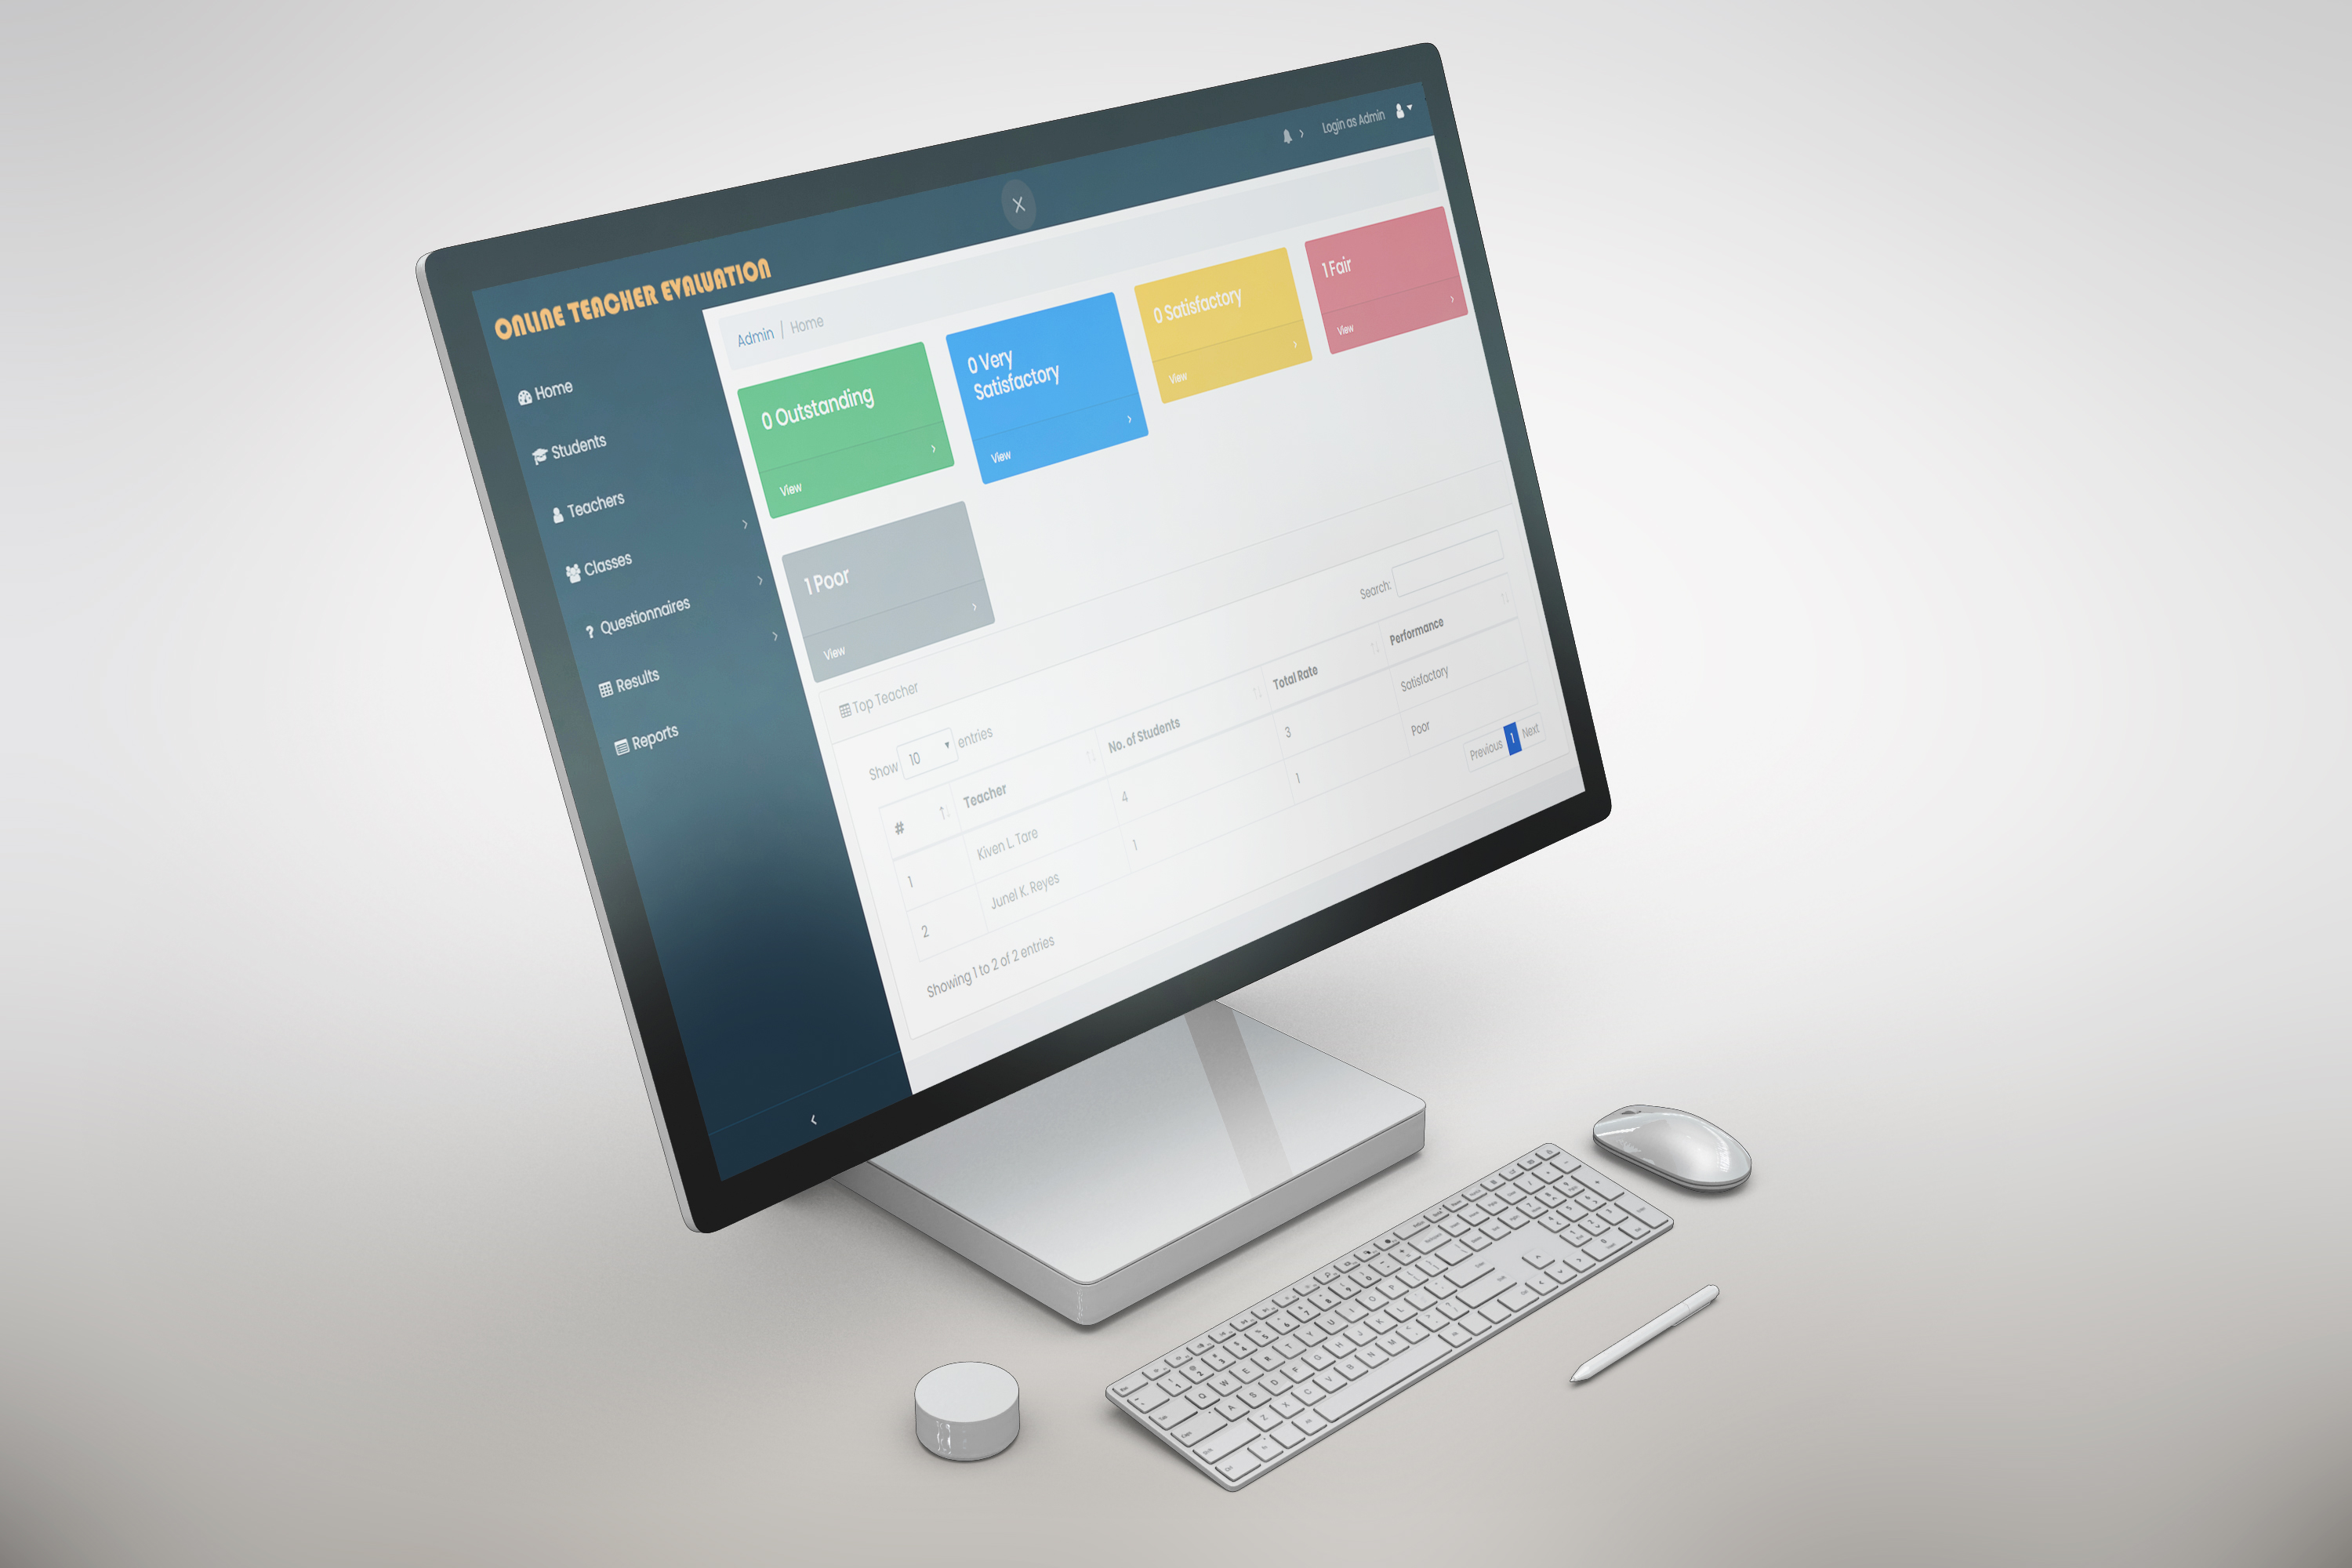 Login as Admin
ONLINE TEACHER EVALUATION
Home
Students
Teachers
Classes
? Questionnaires
Results
Reports
Admin | Home
0 Outstanding
View
0 Very
Satisfactory
View
0 Satisfactory
View
1 Fair
View
1 Poor
View
Top Teacher
Show 10 entries
Search:
# Teacher No. of Students Total Rate Performance
1 Kiven L. Tare 4 3 Satisfactory
2 Junel K. Reyes 1 1 Poor
Showing 1 to 2 of 2 entries
Previous 1 Next